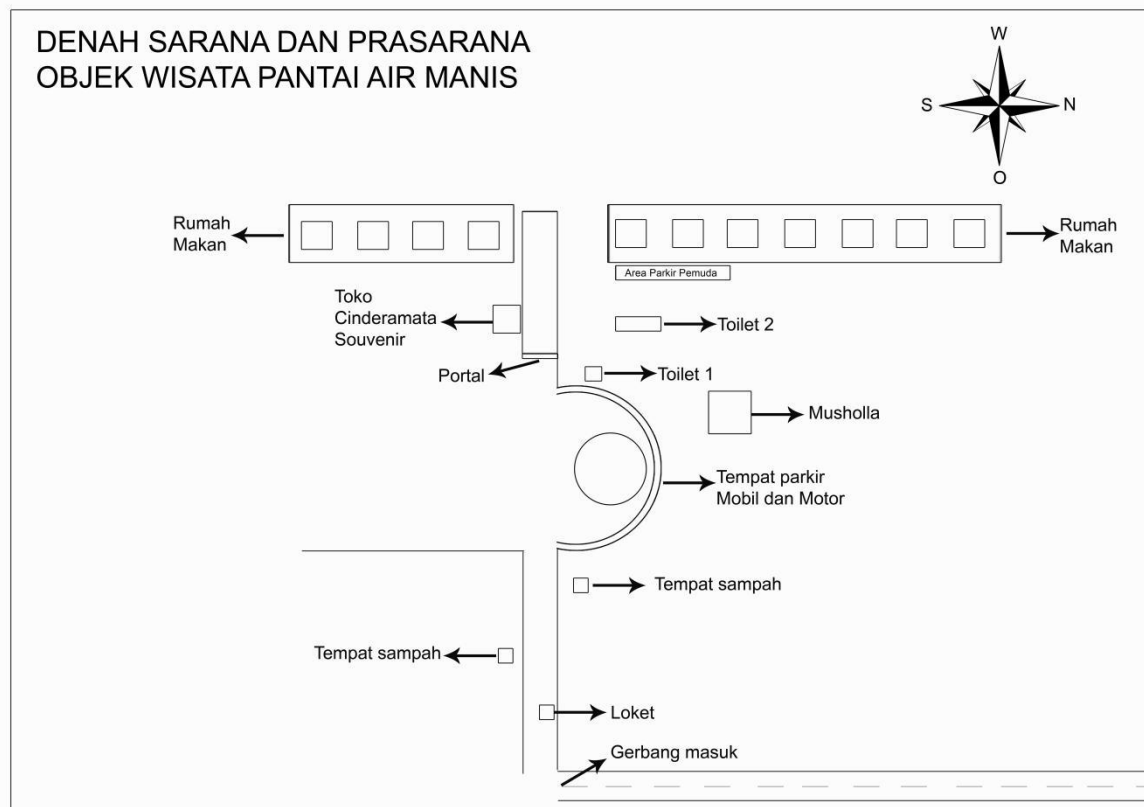 DENAH SARANA DAN PRASARANA
OBJEK WISATA PANTAI AIR MANIS
W
S
N
O
Rumah
Makan
Rumah
Makan
Area Parkir Pemuda
Toko
Cinderamata
Souvenir
Toilet 2
Portal
Toilet 1
Musholla
Tempat parkir
Mobil dan Motor
Tempat sampah
Tempat sampah
Loket
Gerbang masuk